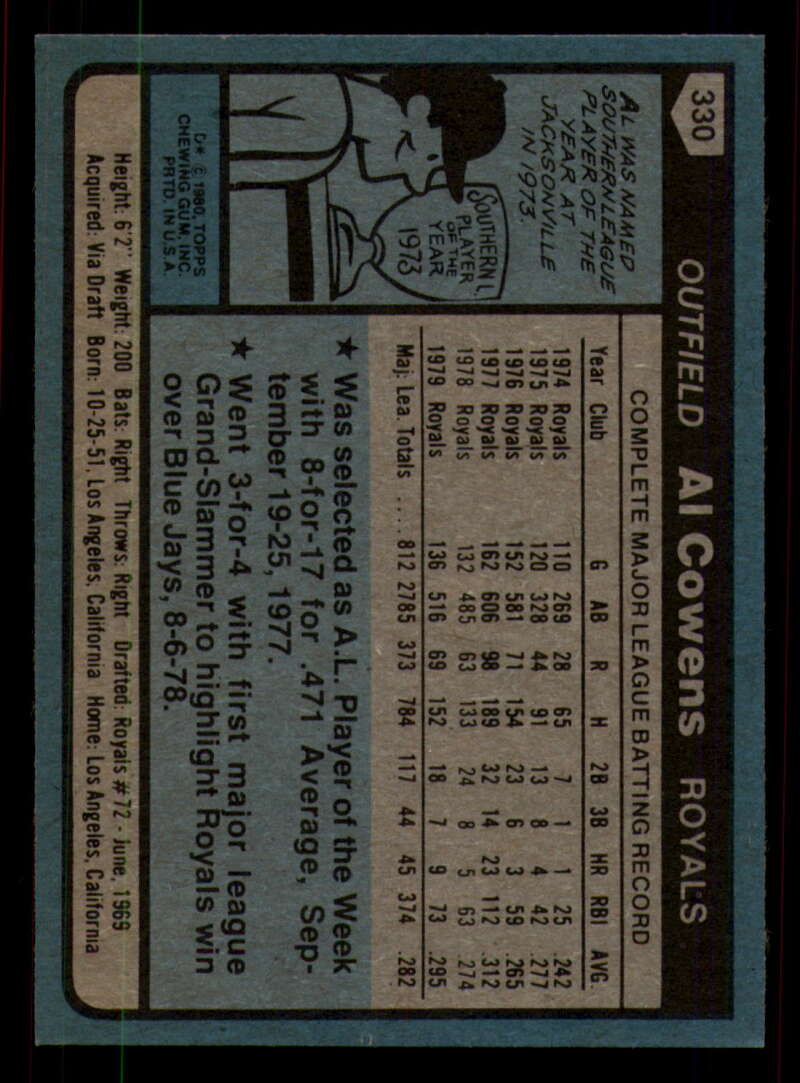 330
OUTFIELD Al Cowens ROYALS
AL WAS NAMED
SOUTHERN LEAGUE
PLAYER OF THE
YEAR AT
JACKSONVILLE
IN 1973.
SOUTHERN L.
PLAYER
OF THE
YEAR
1973
D* © 1980, TOPPS
CHEWING GUM, INC.
PRTD. IN U.S.A.
COMPLETE MAJOR LEAGUE BATTING RECORD
Year Club G AB R H 2B 3B HR RBI AVG.
1974 Royals 110 269 28 65 7 1 1 25 .242
1975 Royals 120 328 44 91 13 8 4 42 .277
1976 Royals 152 581 71 154 23 6 3 59 .265
1977 Royals 162 606 98 189 32 14 23 112 .312
1978 Royals 132 485 63 133 24 8 5 63 .274
1979 Royals 136 516 69 152 18 7 9 73 .295
Maj. Lea. Totals .... 812 2785 373 784 117 44 45 374 .282
★ Was selected as A.L. Player of the Week
with 8-for-17 for .471 Average, Sep-
tember 19-25, 1977.
★ Went 3-for-4 with first major league
Grand-Slammer to highlight Royals win
over Blue Jays, 8-6-78.
Height: 6'2" Weight: 200 Bats: Right Throws: Right Drafted: Royals #72 - June, 1969
Acquired: Via Draft Born: 10-25-51, Los Angeles, California Home: Los Angeles, California